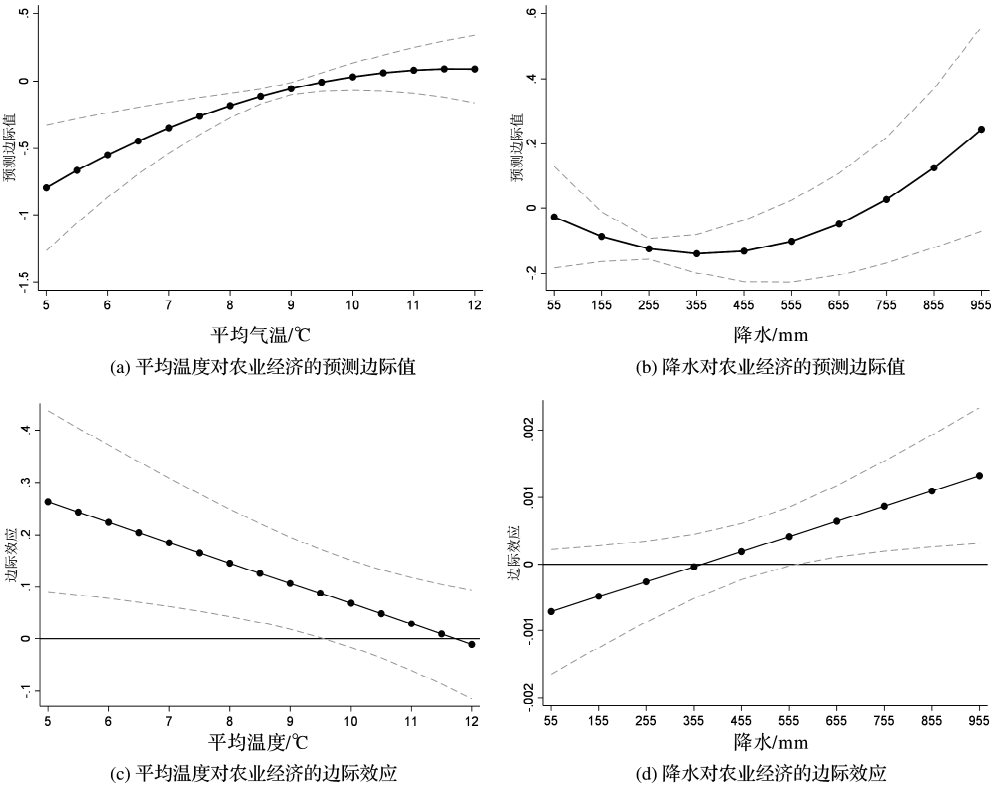 .5
0
-.5
-1
-1.5
预测边际值
5 6 7 8 9 10 11 12
平均气温/℃
(a) 平均温度对农业经济的预测边际值
.6
.4
.2
0
-.2
预测边际值
55 155 255 355 455 555 655 755 855 955
降水/mm
(b) 降水对农业经济的预测边际值
.4
.3
.2
.1
0
-.1
边际效应
5 6 7 8 9 10 11 12
平均温度/℃
(c) 平均温度对农业经济的边际效应
.002
.001
0
-.001
-.002
边际效应
55 155 255 355 455 555 655 755 855 955
降水/mm
(d) 降水对农业经济的边际效应